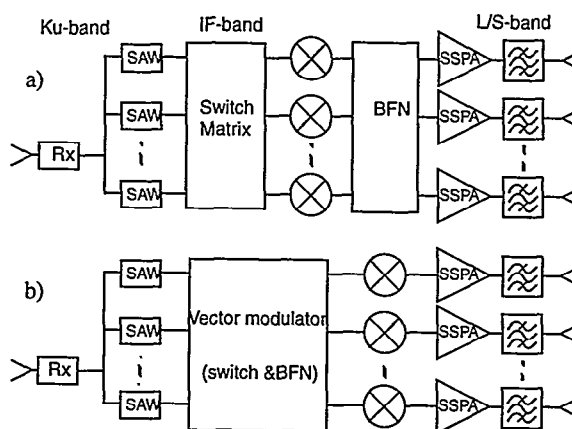 Ku-band IF-band L/S-band
a)
SAW
SAW
SAW
Rx
Switch
Matrix
BFN
SSPA
SSPA
SSPA
b)
SAW
SAW
SAW
Rx
Vector modulator
(switch &BFN)
SSPA
SSPA
SSPA